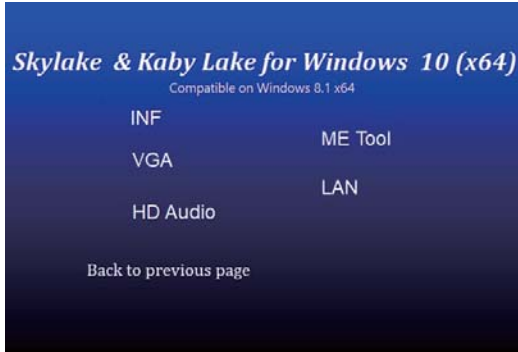 Skylake & Kaby Lake for Windows 10 (x64)
Compatible on Windows 8.1 x64
INF
ME Tool
VGA
LAN
HD Audio
Back to previous page